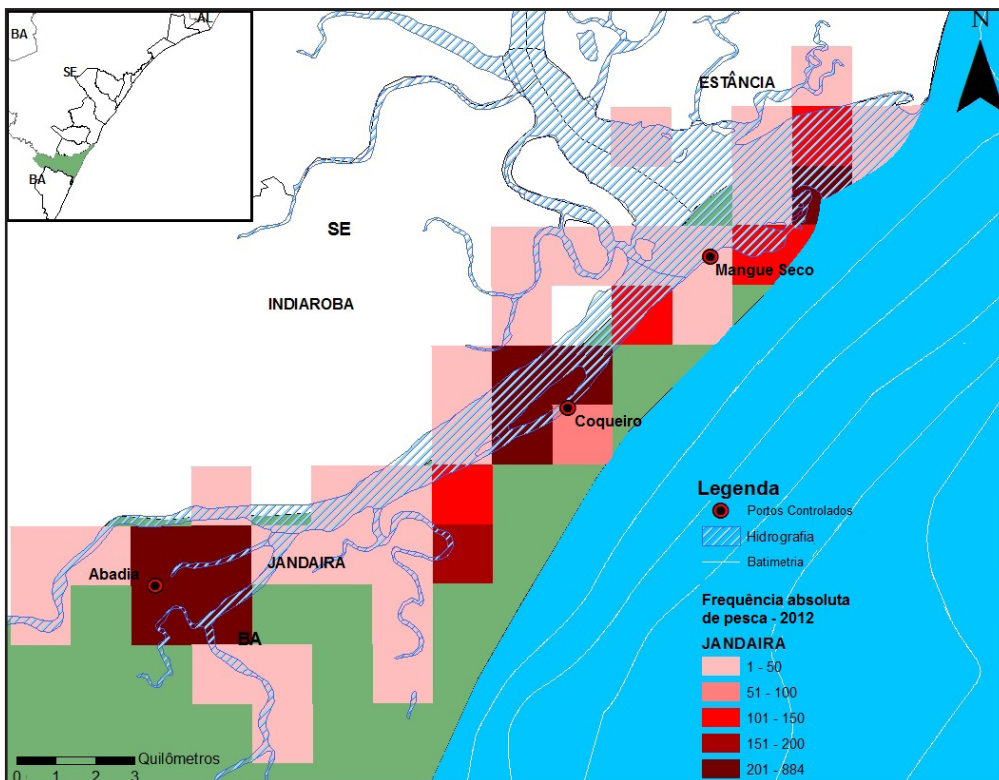 BA
AL
SE
BA
N
ESTÂNCIA
SE
Mangue Seco
INDIAROBA
Coqueiro
JANDAÍRA
Abadia
BA
Legenda
Portos Controlados
Hidrografia
Batimetria
Frequência absoluta
de pesca - 2012
JANDAIRA
1 - 50
51 - 100
101 - 150
151 - 200
201 - 884
Quilômetros
0 1 2 3